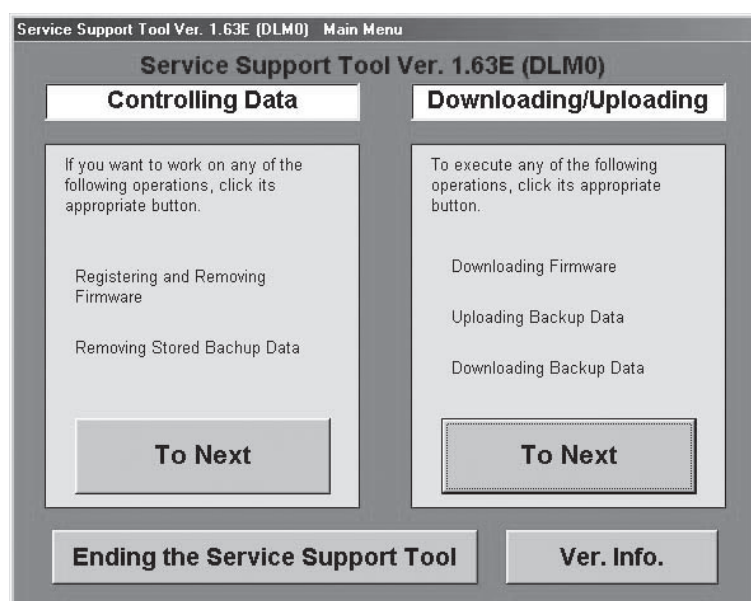 Service Support Tool Ver. 1.63E (DLM0) Main Menu
Service Support Tool Ver. 1.63E (DLM0)
Controlling Data
If you want to work on any of the
following operations, click its
appropriate button.
Registering and Removing
Firmware
Removing Stored Bachup Data
To Next
Downloading/Uploading
To execute any of the following
operations, click its appropriate
button.
Downloading Firmware
Uploading Backup Data
Downloading Backup Data
To Next
Ending the Service Support Tool
Ver. Info.